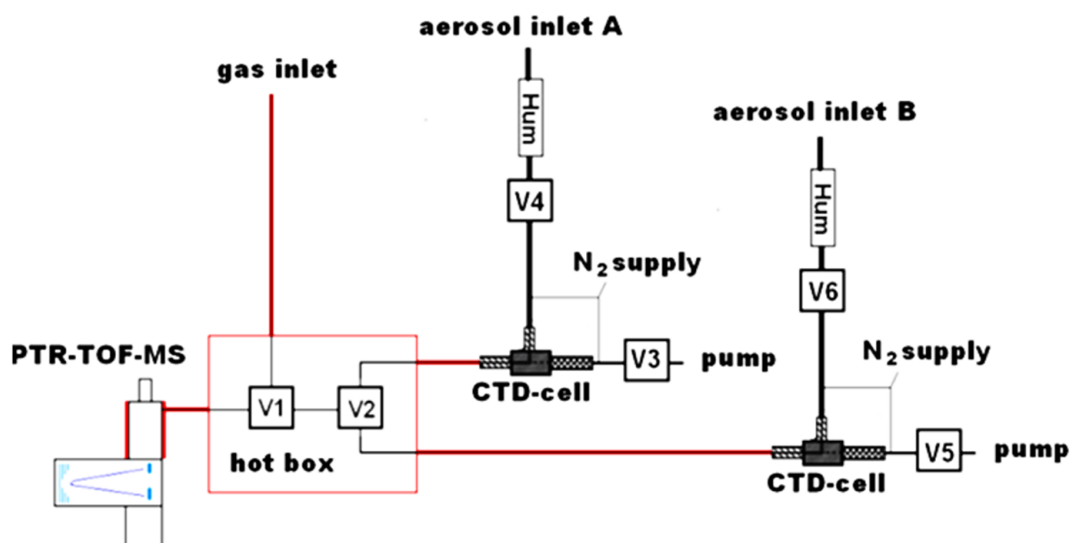 aerosol inlet A
gas inlet
Hum
aerosol inlet B
V4
Hum
N2 supply
V6
PTR-TOF-MS
V3
pump
N2 supply
CTD-cell
V1
V2
hot box
V5
pump
CTD-cell